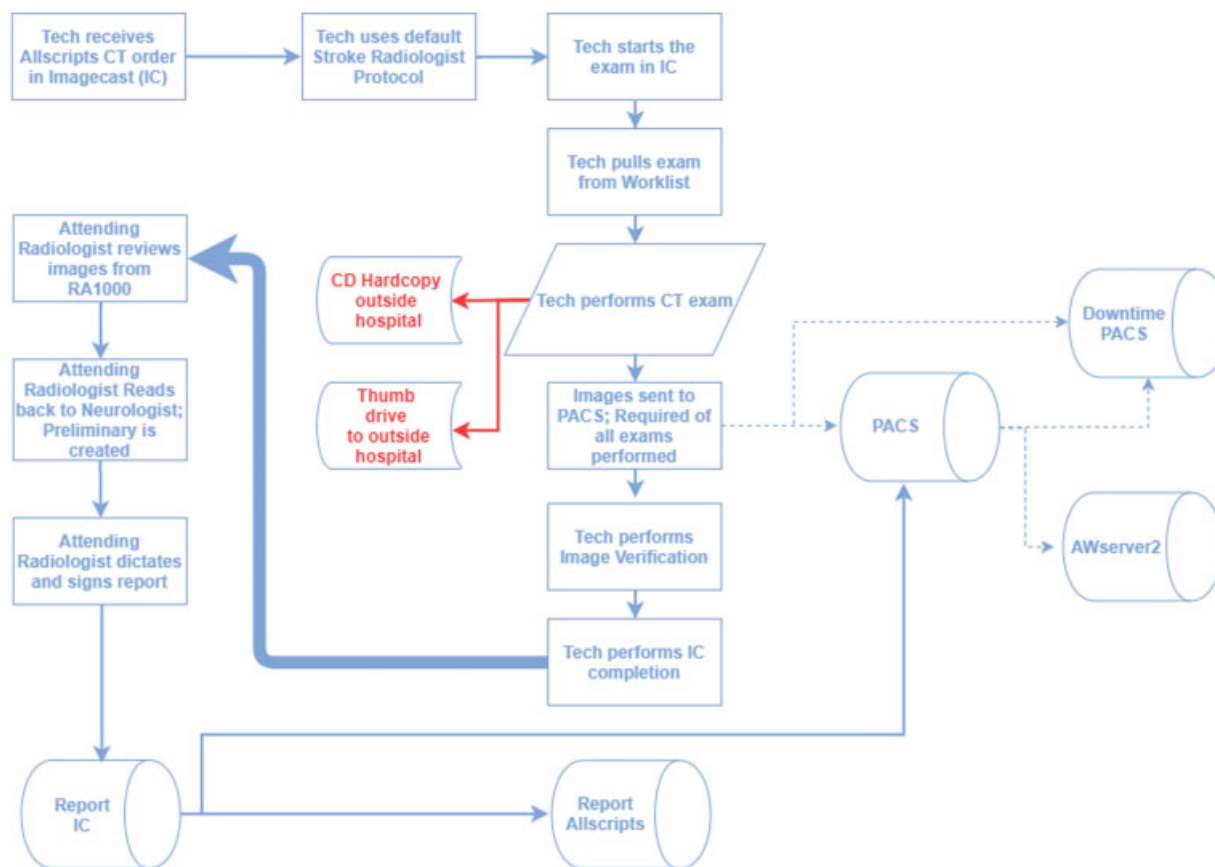 Tech receives
Allscripts CT order
in Imagecast (IC)
Tech uses default
Stroke Radiologist
Protocol
Tech starts the
exam in IC
Tech pulls exam
from Worklist
Attending
Radiologist reviews
images from
RA1000
CD Hardcopy
outside
hospital
Tech performs CT exam
Downtime
PACS
Attending
Radiologist Reads
back to Neurologist;
Preliminary is
created
Thumb
drive
to outside
hospital
Images sent to
PACS; Required of
all exams
performed
PACS
Attending
Radiologist dictates
and signs report
Tech performs
Image Verification
AWserver2
Tech performs IC
completion
Report
IC
Report
Allscripts